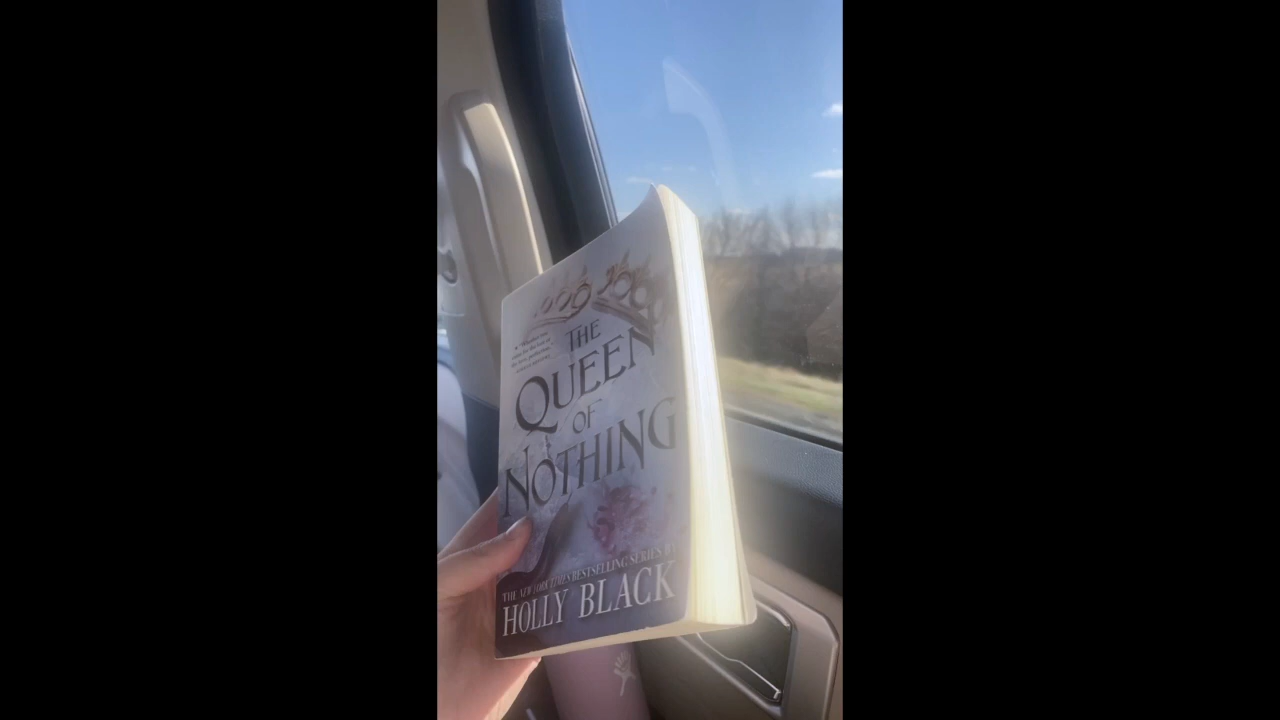 THE
QUEEN
OF
NOTHING
THE NEW YORK TIMES BESTSELLING SERIES BY
HOLLY BLACK